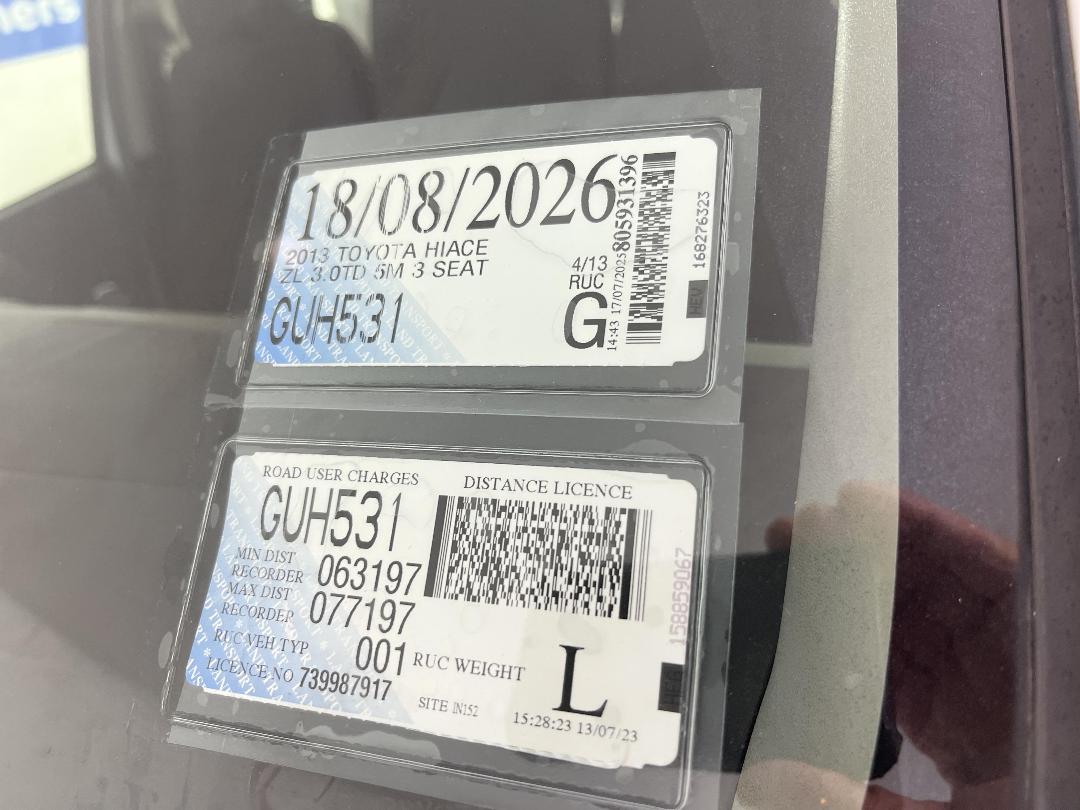 18/08/2026
2013 TOYOTA HIACE
ZL 3.0TD 5M 3 SEAT
4/13
RUC
GUH531
G
14:43 17/07/2025
805931396
168276323
ROAD USER CHARGES
DISTANCE LICENCE
GUH531
MIN DIST
RECORDER 063197
MAX DIST
RECORDER 077197
RUC VEH TYP 001
RUC WEIGHT L
LICENCE NO 739987917
SITE IN152
15:28:23 13/07/23
158859067